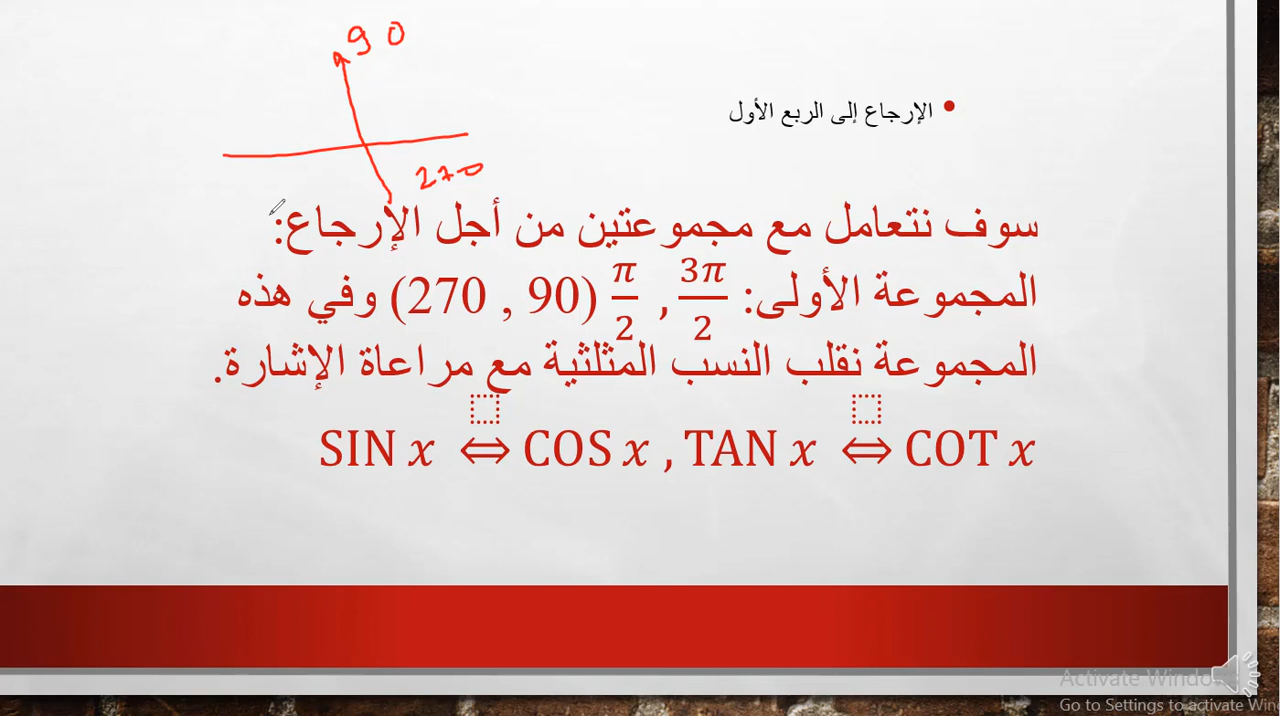 90
• الإرجاع إلى الربع الأول
270
سوف نتعامل مع مجموعتين من أجل الإرجاع:
المجموعة الأولى: 3π/2 , π/2 (90 , 270) وفي هذه
المجموعة نقلب النسب المثلثية مع مراعاة الإشارة.
SIN x ⇔ COS x , TAN x ⇔ COT x
Activate Windo
Go to Settings to activate Win